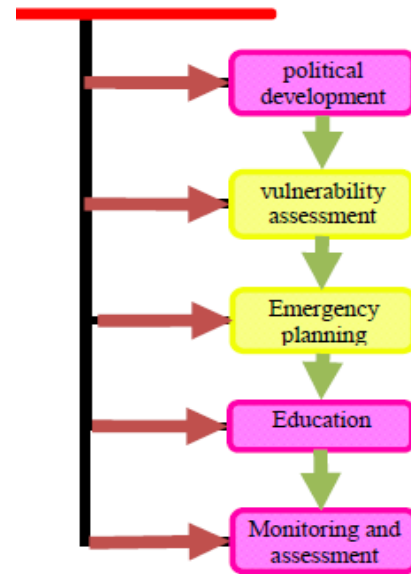 political
development
vulnerability
assessment
Emergency
planning
Education
Monitoring and
assessment